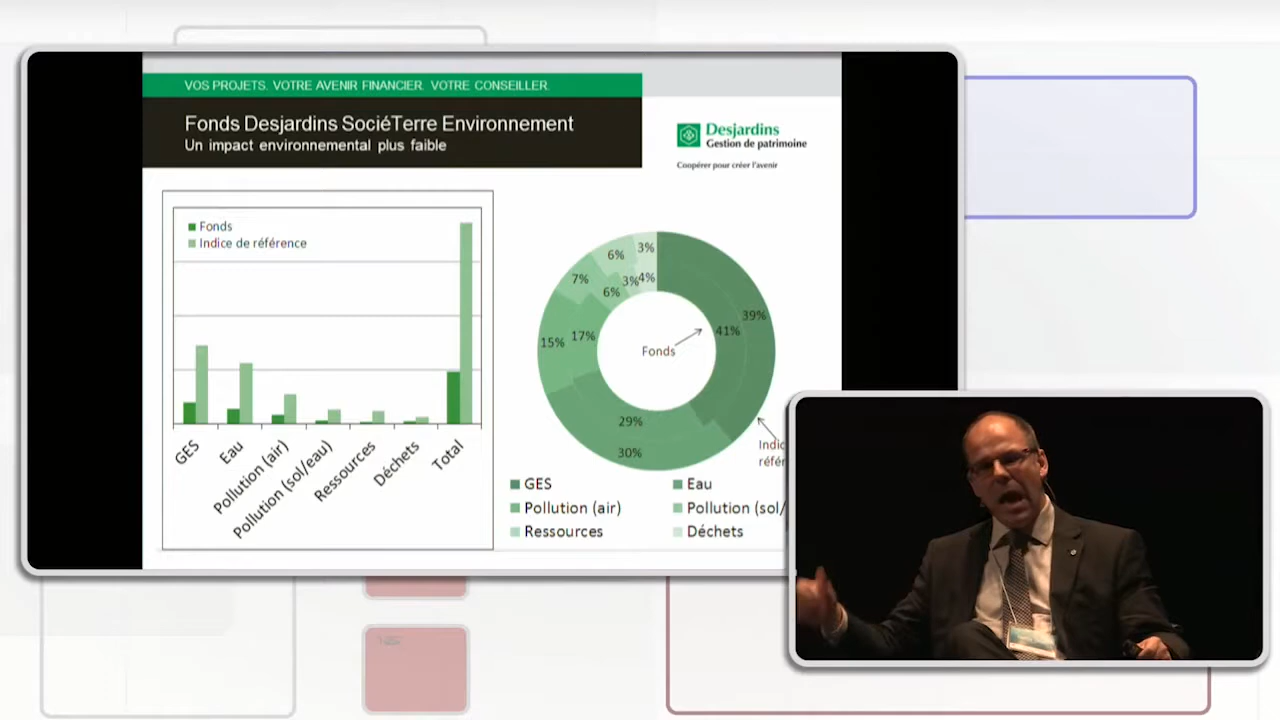 VOS PROJETS. VOTRE AVENIR FINANCIER. VOTRE CONSEILLER.
Fonds Desjardins SociéTerre Environnement
Un impact environnemental plus faible
Desjardins
Gestion de patrimoine
Coopérer pour créer l'avenir
Fonds
Indice de référence
GES
Eau
Pollution (air)
Pollution (sol/eau)
Ressources
Déchets
Total
3%
6%
4%
3%
7%
6%
39%
41%
17%
15%
Fonds
29%
30%
Indic
référ
GES
Eau
Pollution (air)
Pollution (sol/
Ressources
Déchets